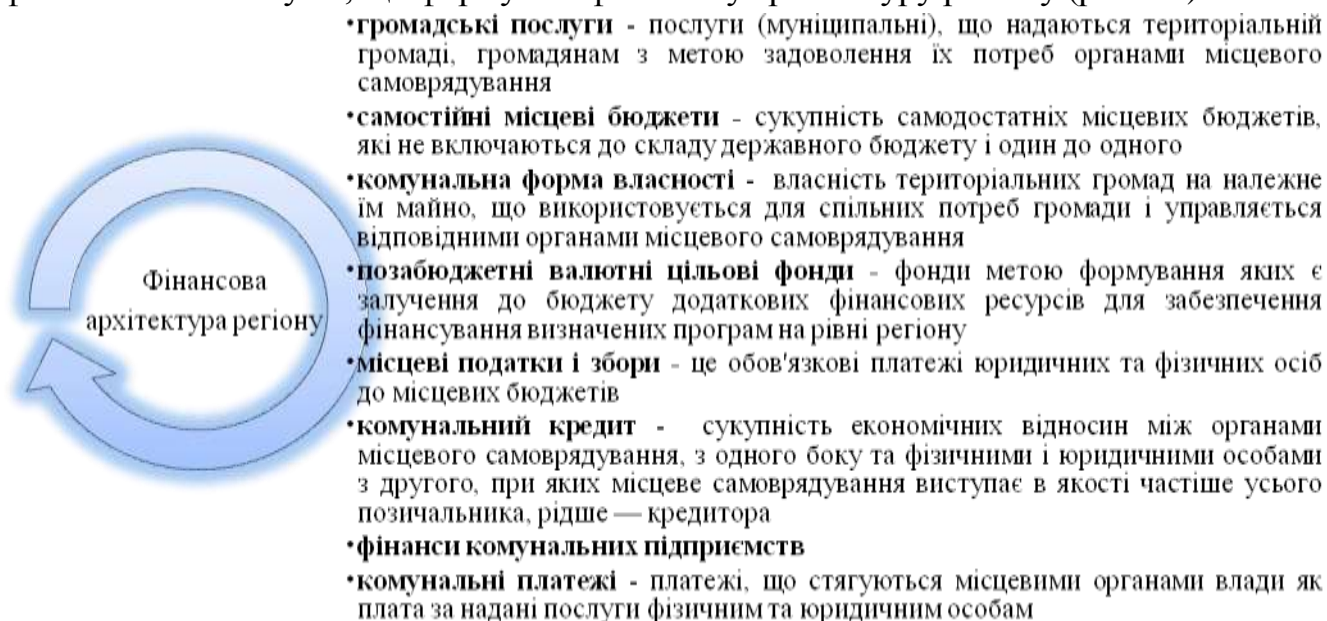 •громадські послуги - послуги (муніципальні), що надаються територіальній
громаді, громадянам з метою задоволення їх потреб органами місцевого
самоврядування
•самостійні місцеві бюджети - сукупність самодостатніх місцевих бюджетів,
які не включаються до складу державного бюджету і один до одного
•комунальна форма власності - власність територіальних громад на належне
їм майно, що використовується для спільних потреб громади і управляється
відповідними органами місцевого самоврядування
Фінансова
архітектура регіону
•позабюджетні валютні цільові фонди - фонди метою формування яких є
залучення до бюджету додаткових фінансових ресурсів для забезпечення
фінансування визначених програм на рівні регіону
•місцеві податки і збори - це обов'язкові платежі юридичних та фізичних осіб
до місцевих бюджетів
•комунальний кредит - сукупність економічних відносин між органами
місцевого самоврядування, з одного боку та фізичними і юридичними особами
з другого, при яких місцеве самоврядування виступає в якості частіше усього
позичальника, рідше — кредитора
•фінанси комунальних підприємств
•комунальні платежі - платежі, що стягуються місцевими органами влади як
плата за надані послуги фізичним та юридичним особам